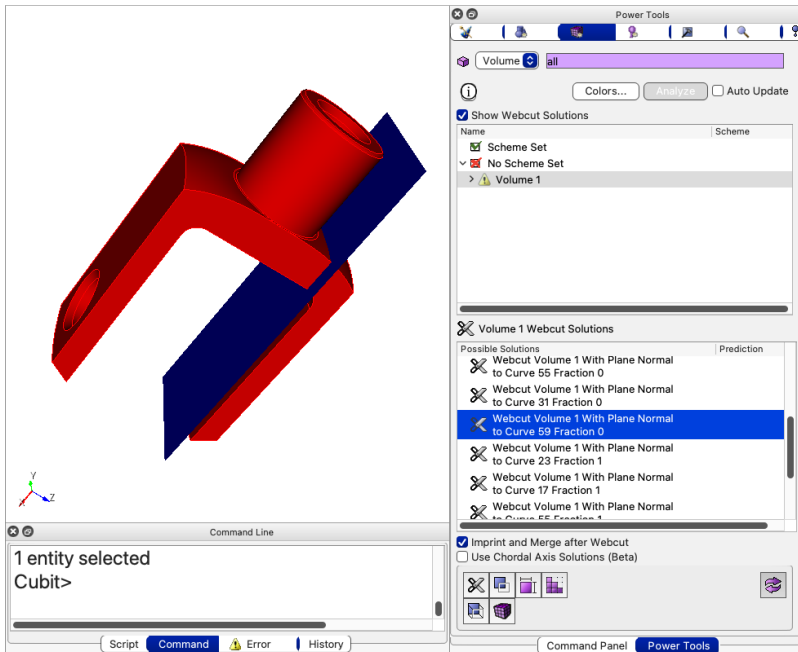 Power Tools
Volume all
Colors... Analyze Auto Update
Show Webcut Solutions
Name Scheme
Scheme Set
No Scheme Set
Volume 1
Volume 1 Webcut Solutions
Possible Solutions Prediction
Webcut Volume 1 With Plane Normal
to Curve 55 Fraction 0
Webcut Volume 1 With Plane Normal
to Curve 31 Fraction 0
Webcut Volume 1 With Plane Normal
to Curve 59 Fraction 0
Webcut Volume 1 With Plane Normal
to Curve 23 Fraction 1
Webcut Volume 1 With Plane Normal
to Curve 17 Fraction 1
Webcut Volume 1 With Plane Normal
to Curve 55 Fraction 1
Imprint and Merge after Webcut
Use Chordal Axis Solutions (Beta)
Command Panel Power Tools
Y
Z
X
Command Line
1 entity selected
Cubit>
Script Command Error History